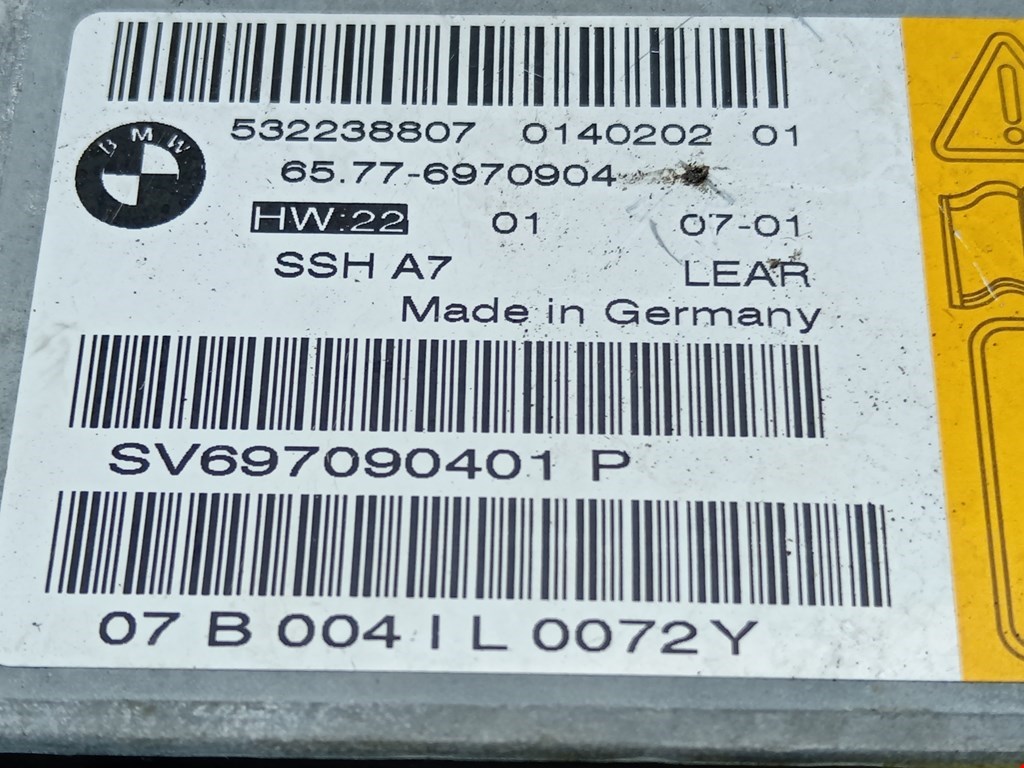 532238807 0140202 01
BMW
65.77-6970904
HW:22 01 07-01
SSH A7 LEAR
Made in Germany
SV697090401 P
07 B 004 I L 0072Y